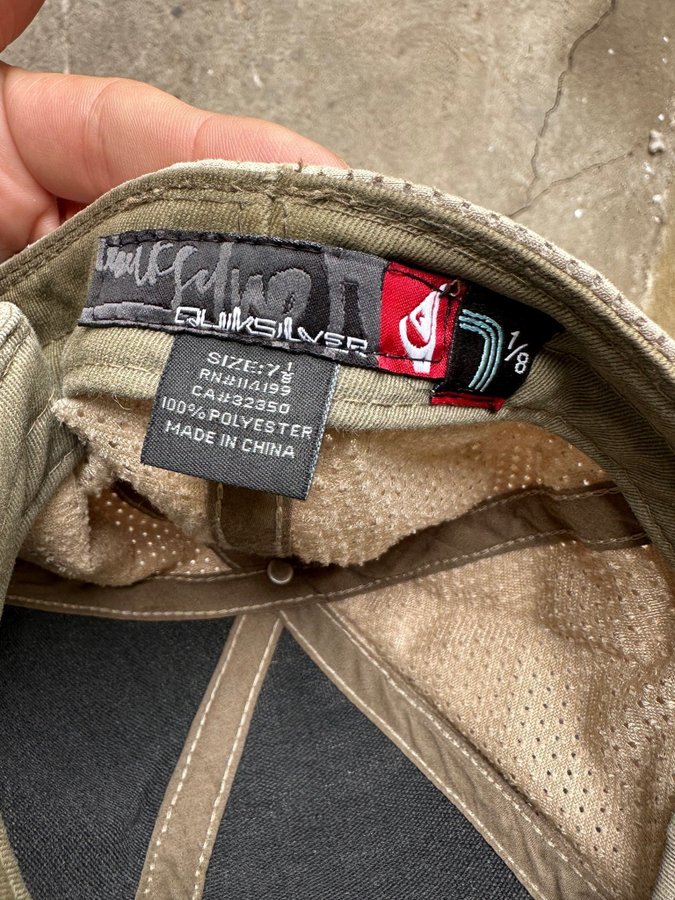 QUIKSILVER
7 1/8
SIZE: 7 1/8
RN#114199
CA#32350
100% POLYESTER
MADE IN CHINA